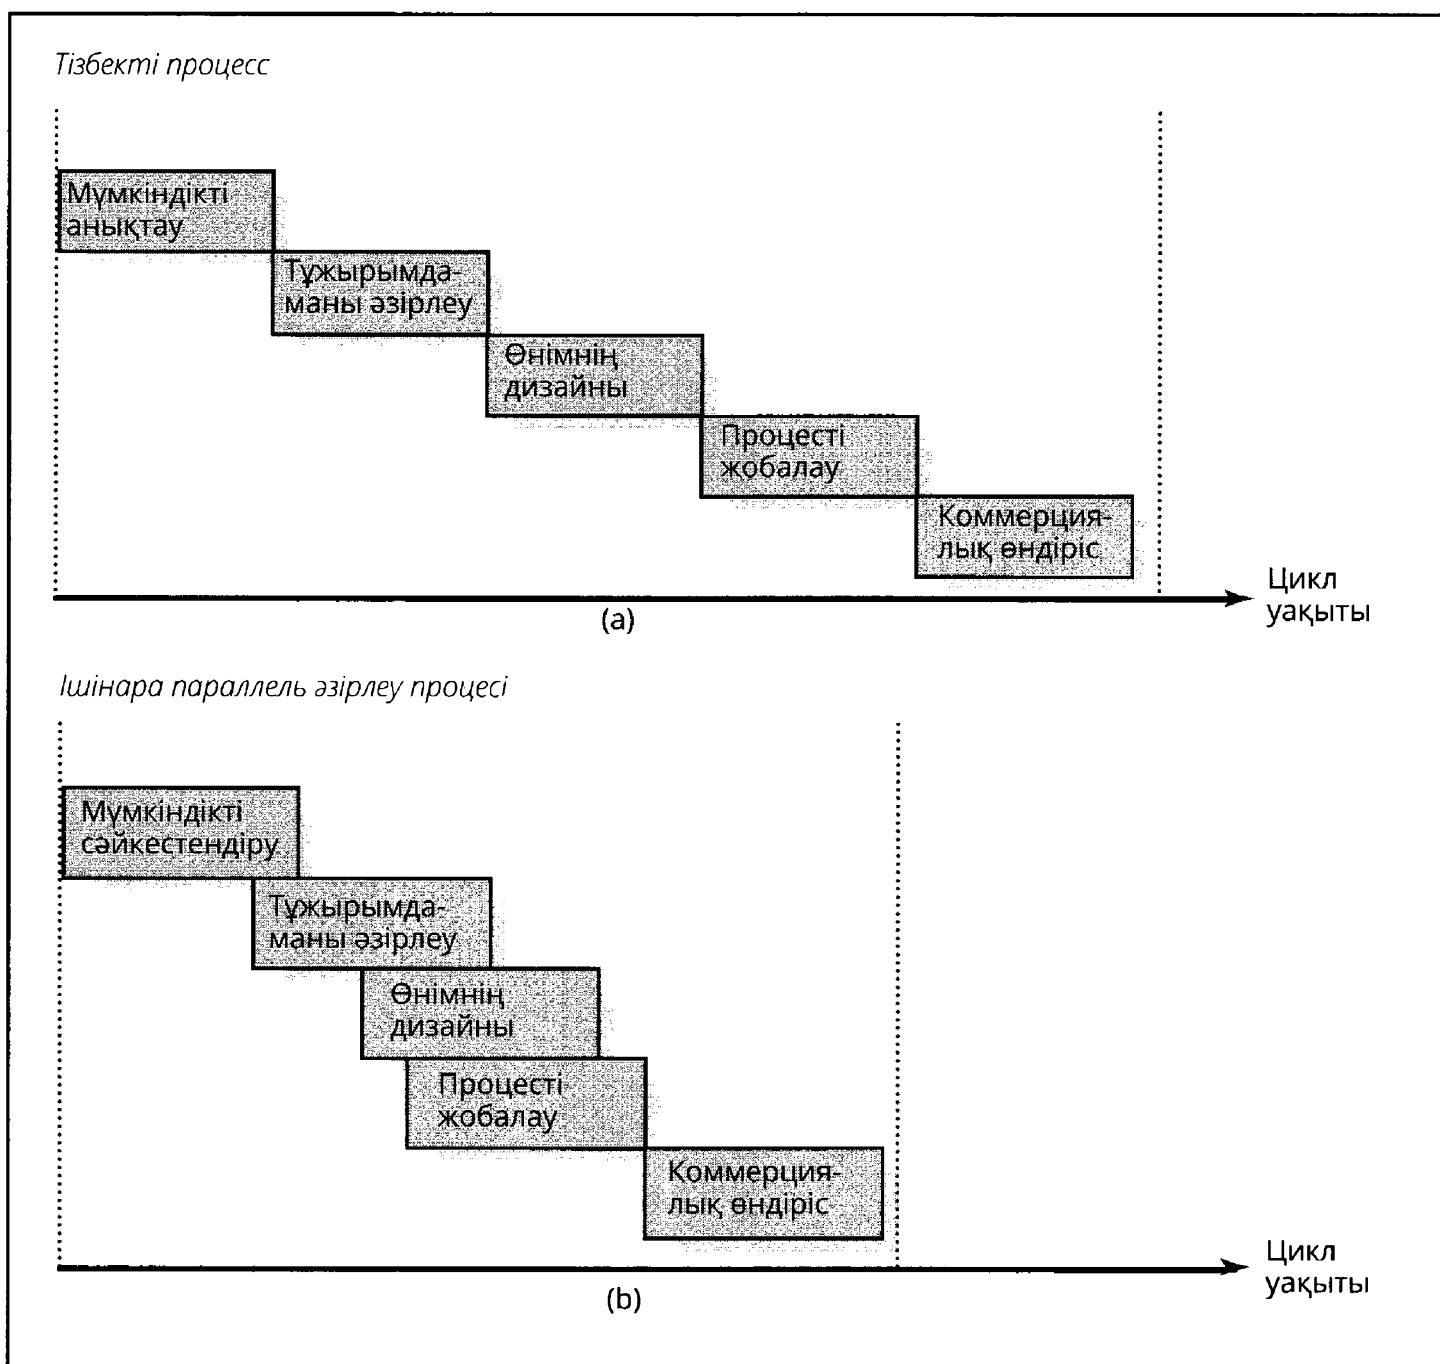 Тізбекті процесс
Мүмкіндікті
анықтау
Тұжырымда-
маны әзірлеу
Өнімнің
дизайны
Процесті
жобалау
Коммерция-
лық өндіріс
Цикл
уақыты
(a)
Ішінара параллель әзірлеу процесі
Мүмкіндікті
сәйкестендіру
Тұжырымда-
маны әзірлеу
Өнімнің
дизайны
Процесті
жобалау
Коммерция-
лық өндіріс
Цикл
уақыты
(b)